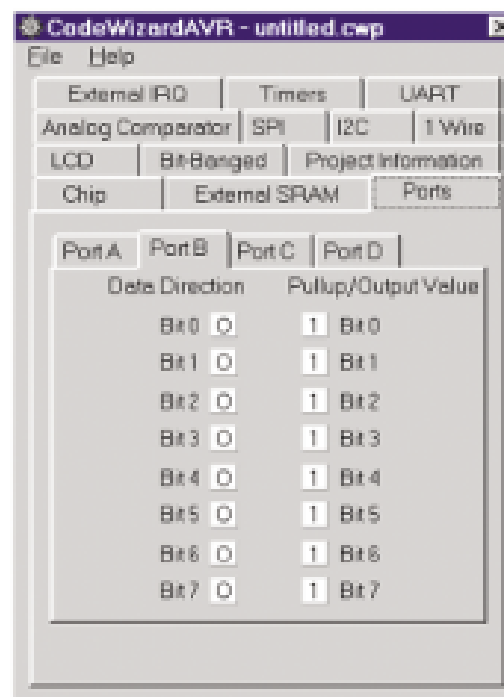 CodeWizardAVR - untitled.cwp
File Help
External IRQ Timers UART
Analog Comparator SPI I2C 1 Wire
LCD Bit-Banged Project Information
Chip External SRAM Ports
Port A Port B Port C Port D
Data Direction Pullup/Output Value
Bit 0 O 1 Bit 0
Bit 1 O 1 Bit 1
Bit 2 O 1 Bit 2
Bit 3 O 1 Bit 3
Bit 4 O 1 Bit 4
Bit 5 O 1 Bit 5
Bit 6 O 1 Bit 6
Bit 7 O 1 Bit 7